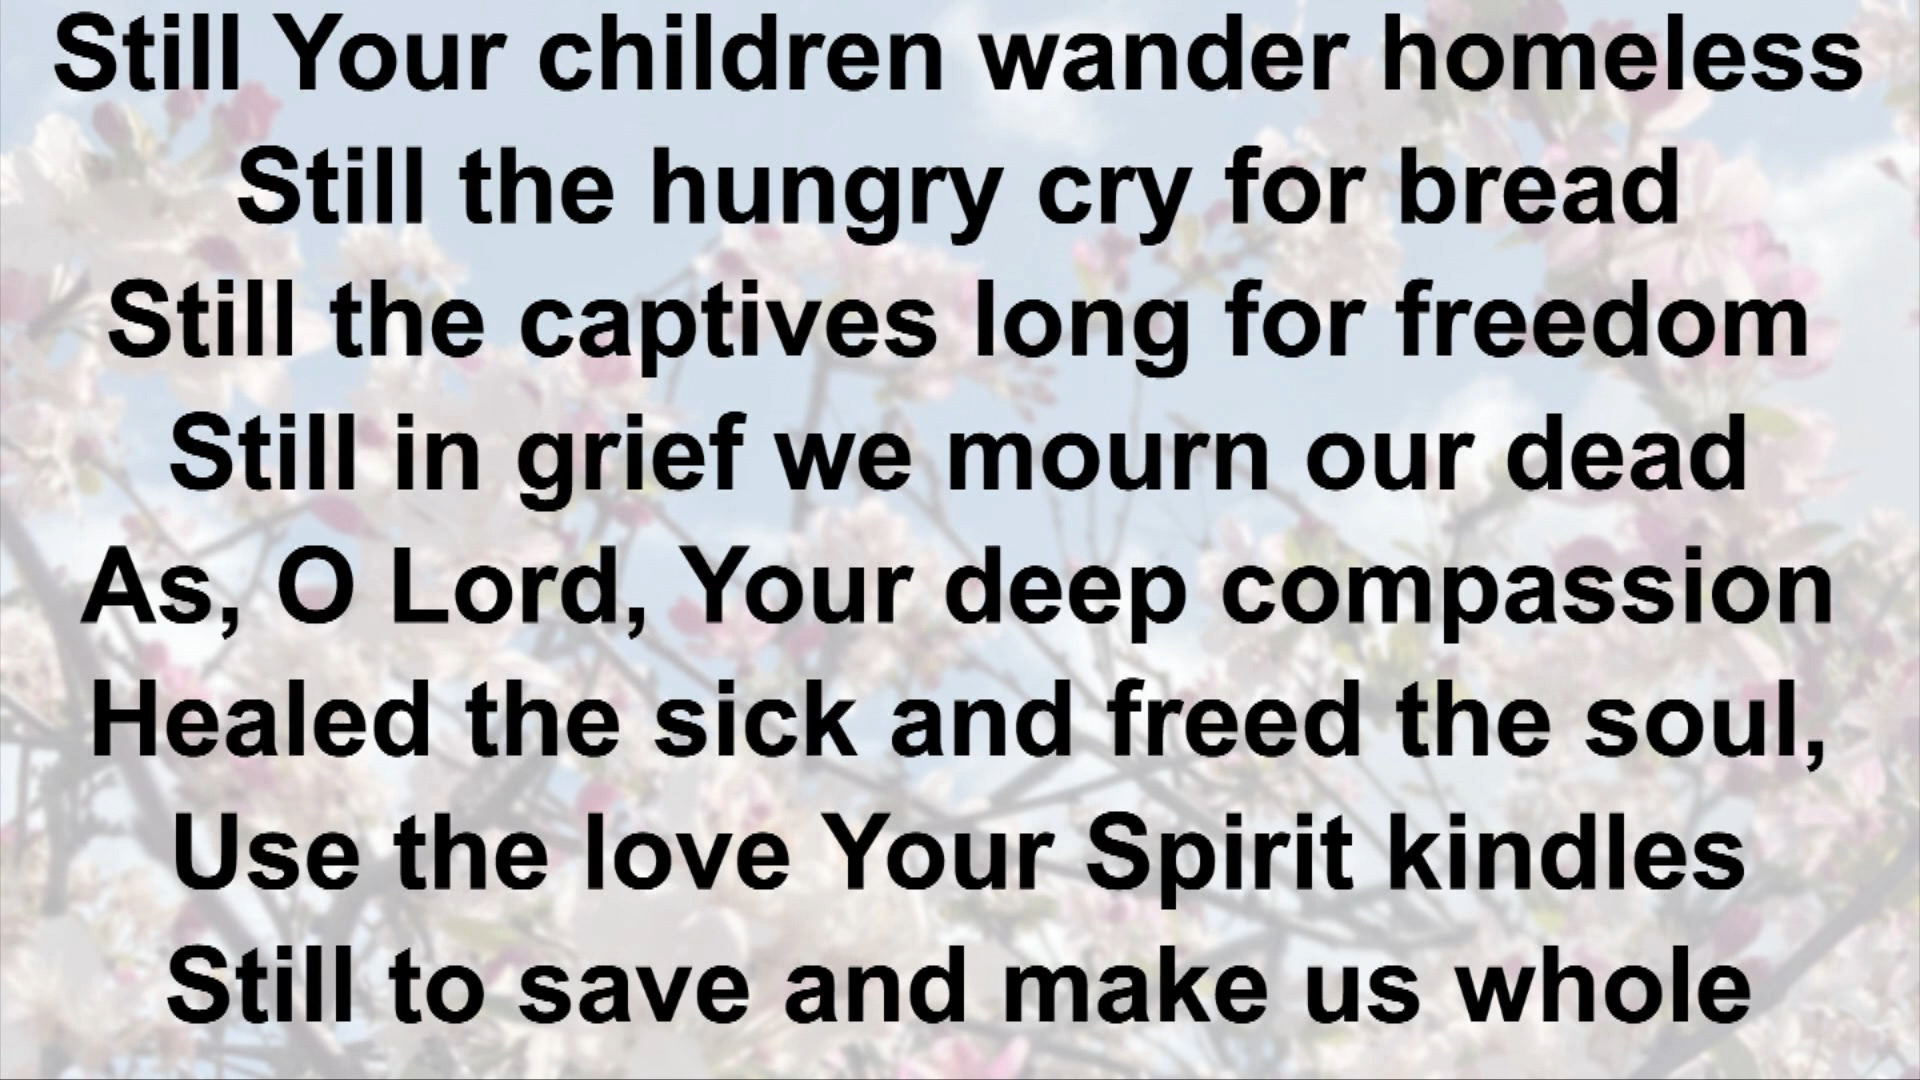 Still Your children wander homeless
Still the hungry cry for bread
Still the captives long for freedom
Still in grief we mourn our dead
As, O Lord, Your deep compassion
Healed the sick and freed the soul,
Use the love Your Spirit kindles
Still to save and make us whole